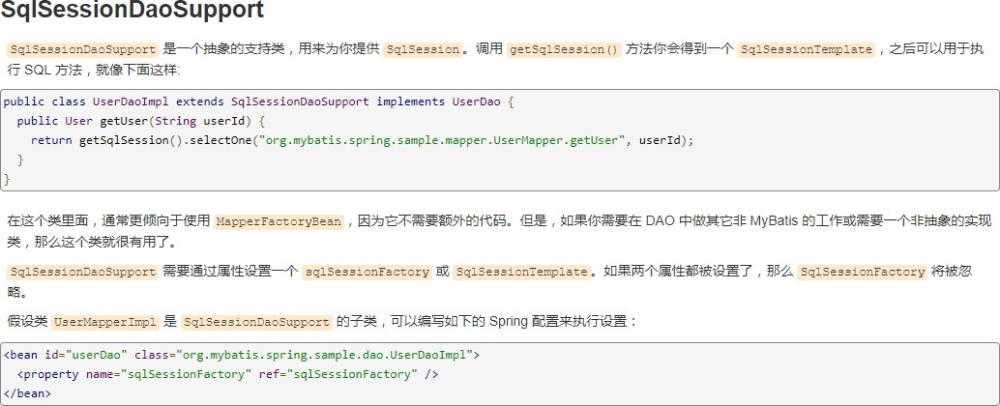 SqlSessionDaoSupport
SqlSessionDaoSupport 是一个抽象的支持类，用来为你提供 SqlSession。调用 getSqlSession() 方法你会得到一个 SqlSessionTemplate，之后可以用于执
行 SQL 方法，就像下面这样:
public class UserDaoImpl extends SqlSessionDaoSupport implements UserDao {
  public User getUser(String userId) {
    return getSqlSession().selectOne("org.mybatis.spring.sample.mapper.UserMapper.getUser", userId);
  }
}
在这个类里面，通常更倾向于使用 MapperFactoryBean，因为它不需要额外的代码。但是，如果你需要在 DAO 中做其它非 MyBatis 的工作或需要一个非抽象的实现
类，那么这个类就很有用了。
SqlSessionDaoSupport 需要通过属性设置一个 sqlSessionFactory 或 SqlSessionTemplate。如果两个属性都被设置了，那么 SqlSessionFactory 将被忽
略。
假设类 UserMapperImpl 是 SqlSessionDaoSupport 的子类，可以编写如下的 Spring 配置来执行设置：
<bean id="userDao" class="org.mybatis.spring.sample.dao.UserDaoImpl">
  <property name="sqlSessionFactory" ref="sqlSessionFactory" />
</bean>